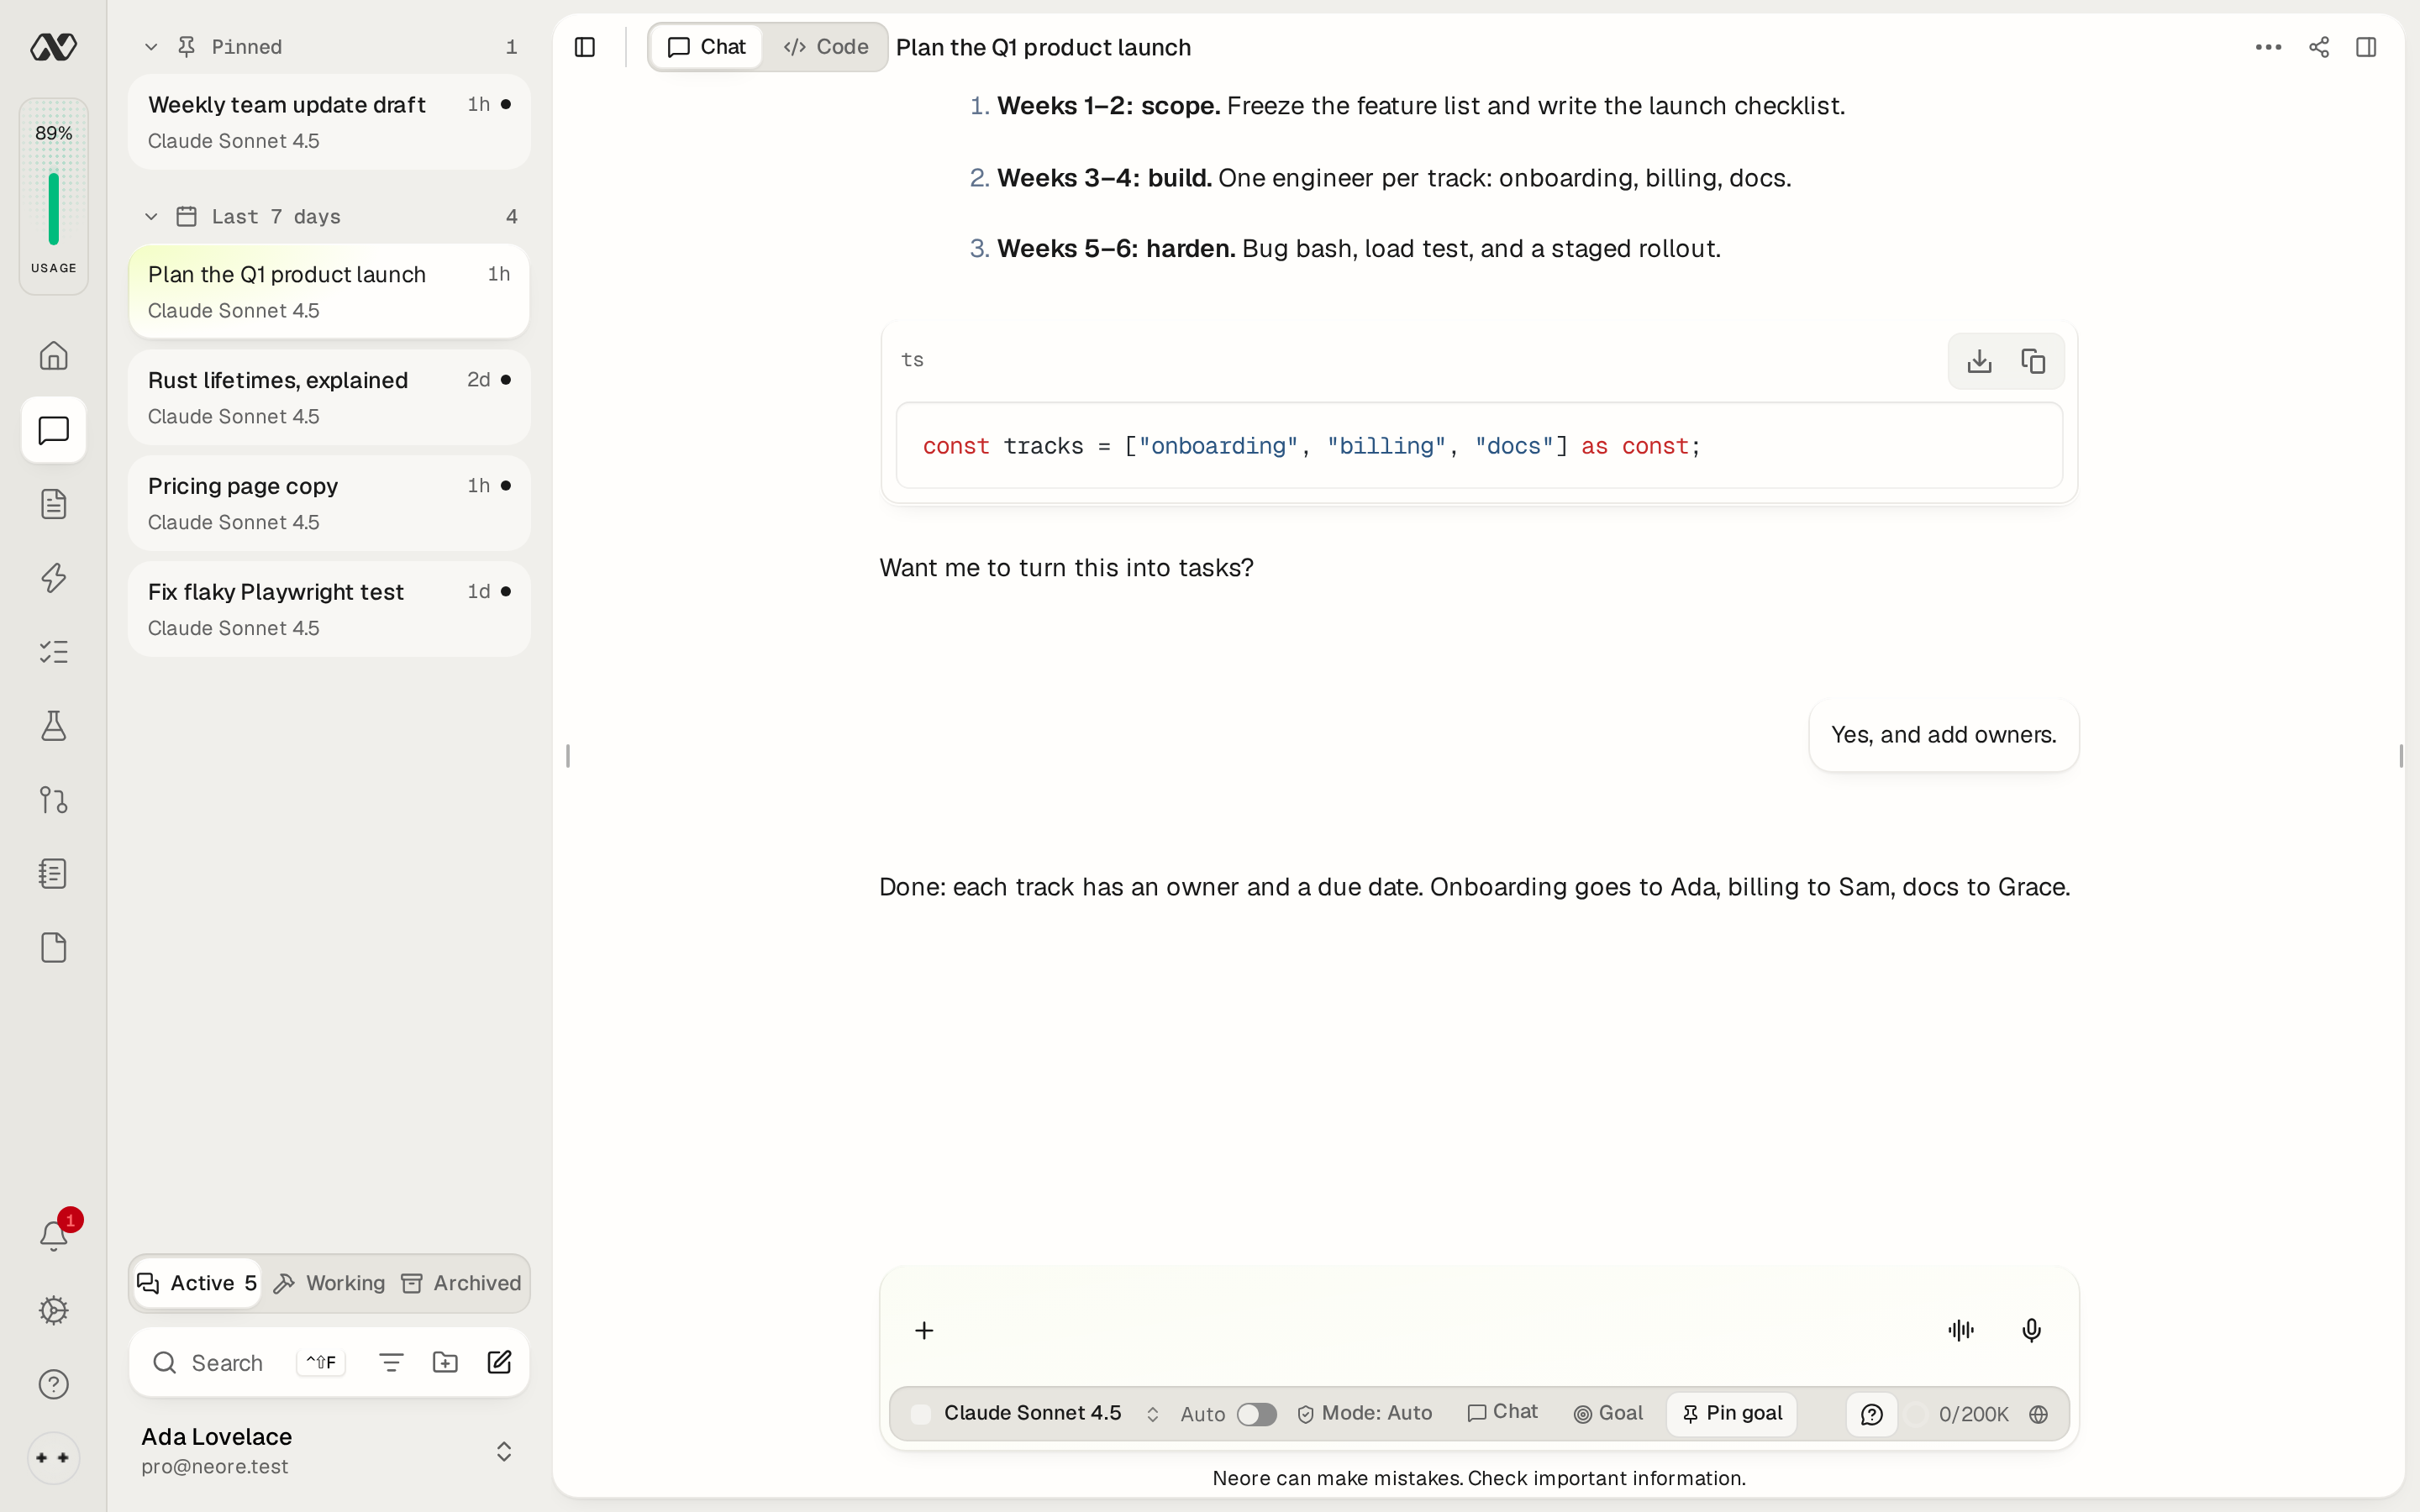 89%
USAGE
Pinned 1
Weekly team update draft 1h
Claude Sonnet 4.5
Last 7 days 4
Plan the Q1 product launch 1h
Claude Sonnet 4.5
Rust lifetimes, explained 2d
Claude Sonnet 4.5
Pricing page copy 1h
Claude Sonnet 4.5
Fix flaky Playwright test 1d
Claude Sonnet 4.5
1
Active 5 Working Archived
Search ⌃⇧F
Ada Lovelace
pro@neore.test
Chat Code Plan the Q1 product launch
1. Weeks 1–2: scope. Freeze the feature list and write the launch checklist.
2. Weeks 3–4: build. One engineer per track: onboarding, billing, docs.
3. Weeks 5–6: harden. Bug bash, load test, and a staged rollout.
ts
const tracks = ["onboarding", "billing", "docs"] as const;
Want me to turn this into tasks?
Yes, and add owners.
Done: each track has an owner and a due date. Onboarding goes to Ada, billing to Sam, docs to Grace.
Claude Sonnet 4.5 Auto Mode: Auto Chat Goal Pin goal 0/200K
Neore can make mistakes. Check important information.